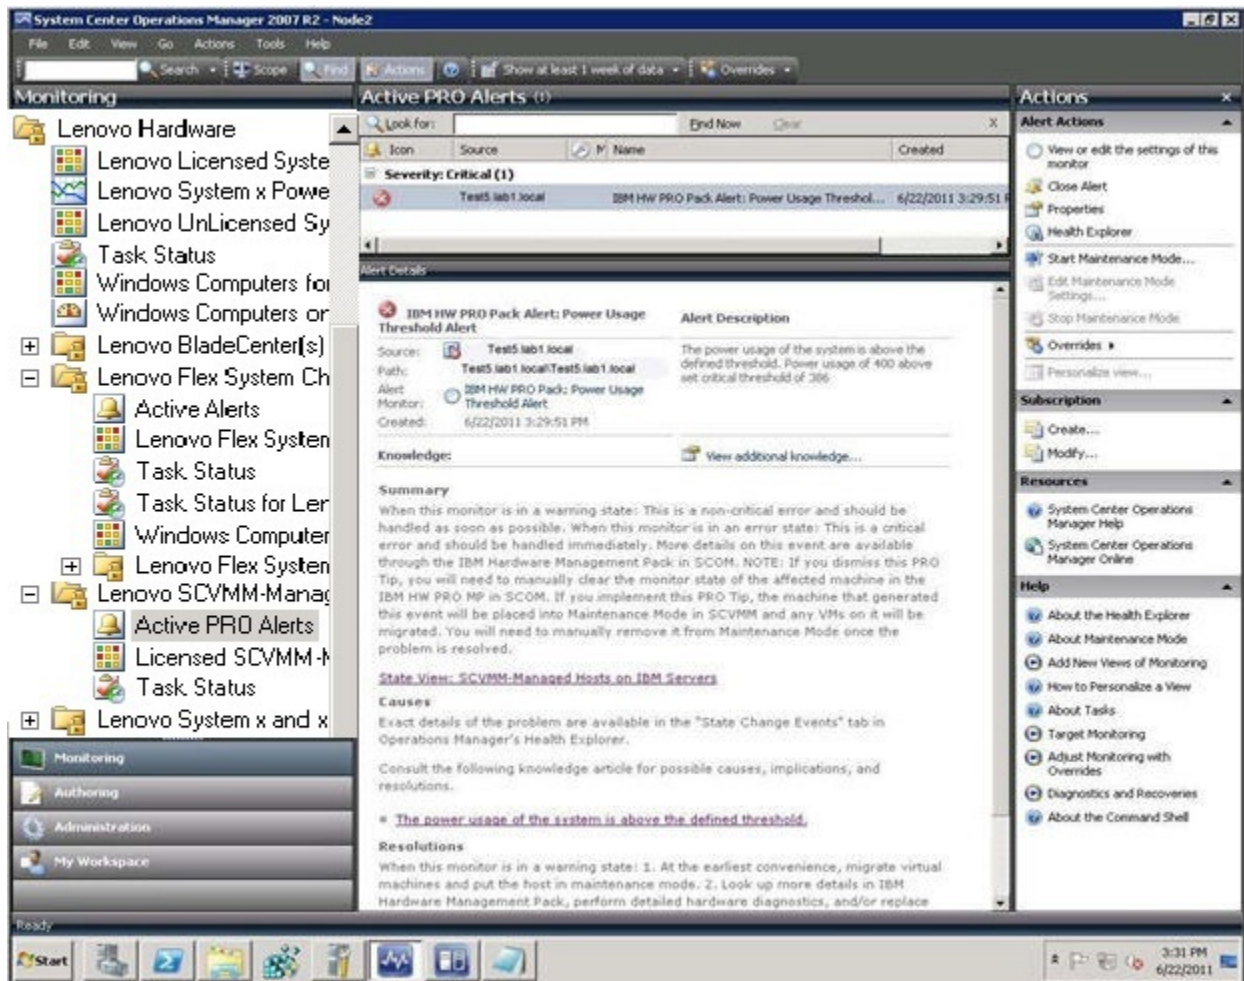 System Center Operations Manager 2007 R2 - Node2
File Edit View Go Actions Tools Help
Search Scope Find Actions Show at least 1 week of data Overrides
Monitoring
Lenovo Hardware
Lenovo Licensed Syste
Lenovo System x Powe
Lenovo UnLicensed Sy
Task Status
Windows Computers for
Windows Computers or
Lenovo BladeCenter(s)
Lenovo Flex System Ch
Active Alerts
Lenovo Flex System
Task Status
Task Status for Ler
Windows Computer
Lenovo Flex System
Lenovo SCVMM-Manag
Active PRO Alerts
Licensed SCVMM-M
Task Status
Lenovo System x and x
Monitoring
Authoring
Administration
My Workspace
Active PRO Alerts (1)
Look for: Find Now Clear X
Icon Source M Name Created
Severity: Critical (1)
Test5.lab1.local IBM HW PRO Pack Alert: Power Usage Threshol... 6/22/2011 3:29:51 P
Alert Details
IBM HW PRO Pack Alert: Power Usage
Threshold Alert
Source: Test5.lab1.local
Path: Test5.lab1.local\Test5.lab1.local
Alert
Monitor:
IBM HW PRO Pack: Power Usage
Threshold Alert
Created: 6/22/2011 3:29:51 PM
Alert Description
The power usage of the system is above the
defined threshold. Power usage of 400 above
set critical threshold of 386
Knowledge: View additional knowledge...
Summary
When this monitor is in a warning state: This is a non-critical error and should be
handled as soon as possible. When this monitor is in an error state: This is a critical
error and should be handled immediately. More details on this event are available
through the IBM Hardware Management Pack in SCOM. NOTE: If you dismiss this PRO
Tip, you will need to manually clear the monitor state of the affected machine in the
IBM HW PRO MP in SCOM. If you implement this PRO Tip, the machine that generated
this event will be placed into Maintenance Mode in SCVMM and any VMs on it will be
migrated. You will need to manually remove it from Maintenance Mode once the
problem is resolved.
State View: SCVMM-Managed Hosts on IBM Servers
Causes
Exact details of the problem are available in the "State Change Events" tab in
Operations Manager's Health Explorer.
Consult the following knowledge article for possible causes, implications, and
resolutions.
The power usage of the system is above the defined threshold.
Resolutions
When this monitor is in a warning state: 1. At the earliest convenience, migrate virtual
machines and put the host in maintenance mode. 2. Look up more details in IBM
Hardware Management Pack, perform detailed hardware diagnostics, and/or replace
Actions x
Alert Actions
View or edit the settings of this
monitor
Close Alert
Properties
Health Explorer
Start Maintenance Mode...
Edit Maintenance Mode
Settings...
Stop Maintenance Mode
Overrides
Personalize view...
Subscription
Create...
Modify...
Resources
System Center Operations
Manager Help
System Center Operations
Manager Online
Help
About the Health Explorer
About Maintenance Mode
Add New Views of Monitoring
How to Personalize a View
About Tasks
Target Monitoring
Adjust Monitoring with
Overrides
Diagnostics and Recoveries
About the Command Shell
Ready
Start
3:31 PM
6/22/2011